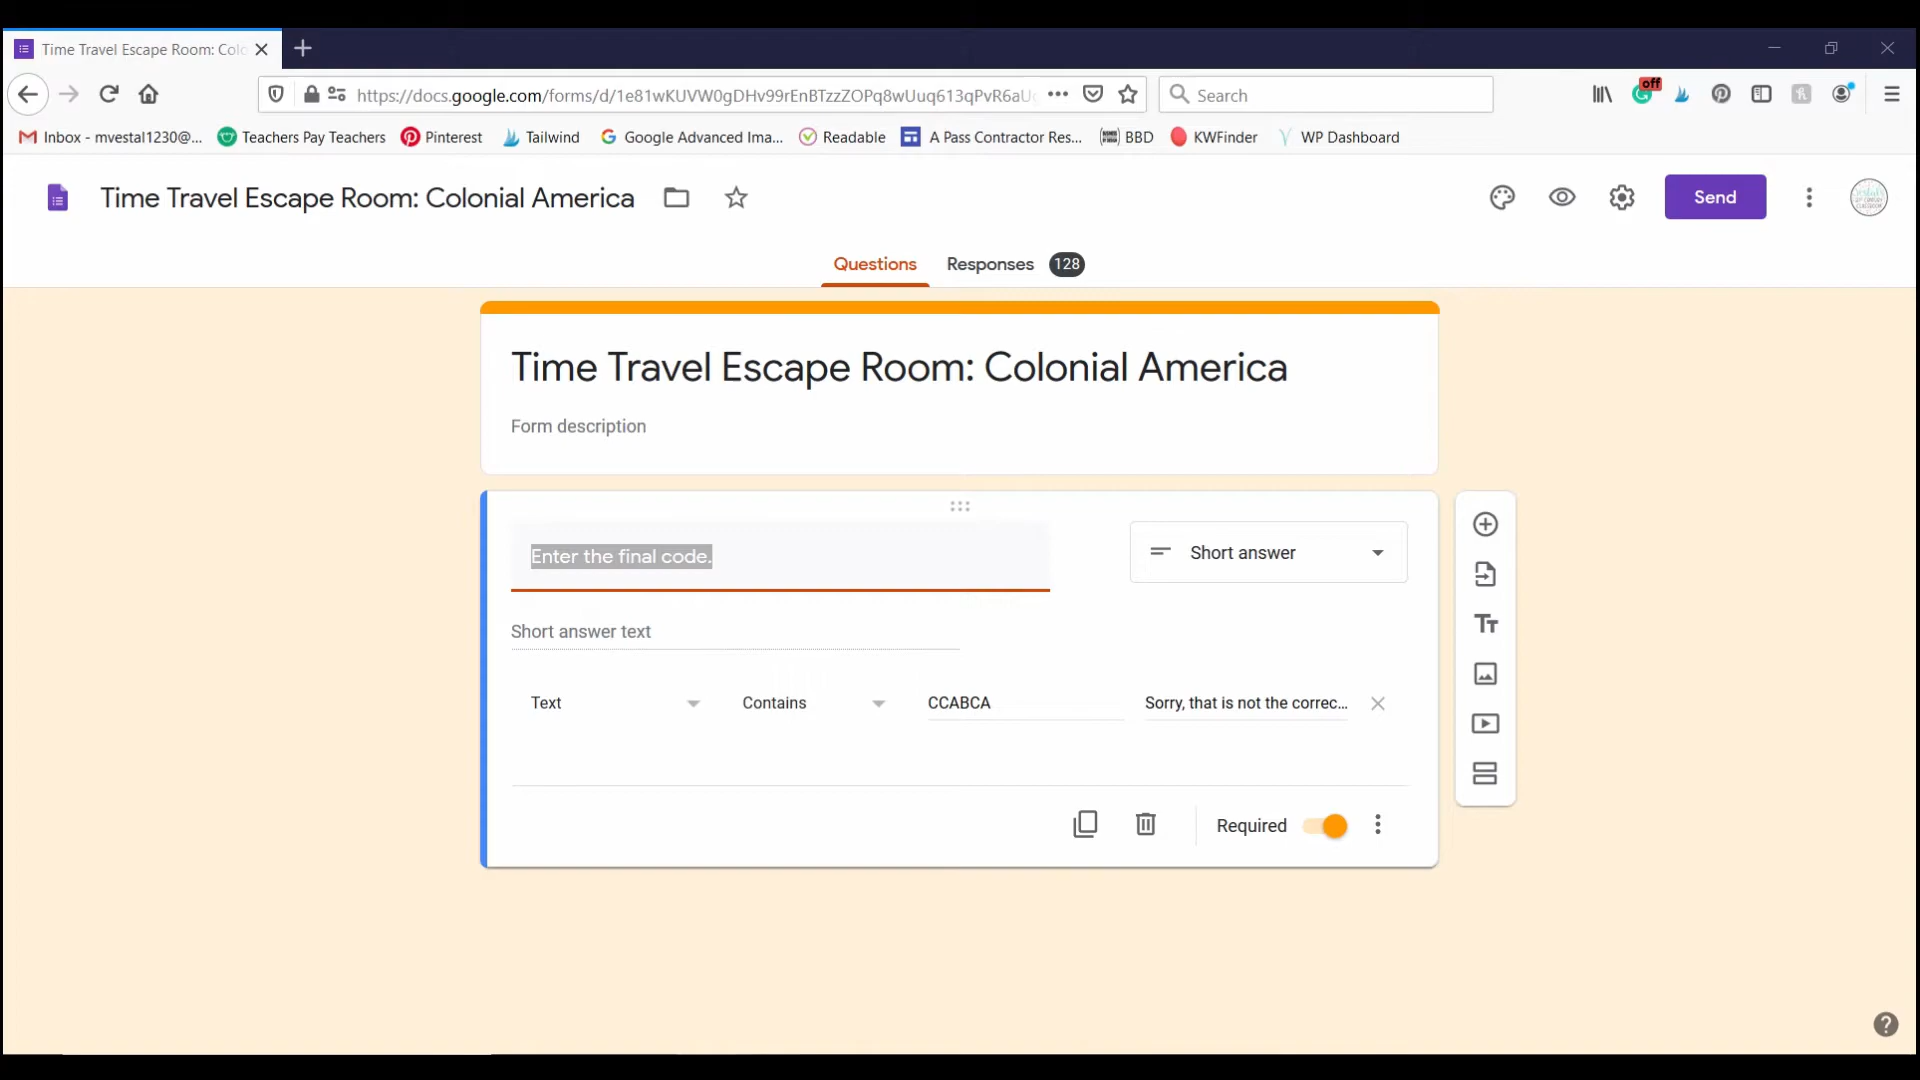 Time Travel Escape Room: Colo
https://docs.google.com/forms/d/1e81wKUVW0gDHv99rEnBTzzZOPq8wUuq613qPvR6aU
Search
off
Inbox - mvestal1230@... Teachers Pay Teachers Pinterest Tailwind Google Advanced Ima... Readable A Pass Contractor Res... BBD KWFinder WP Dashboard
Time Travel Escape Room: Colonial America
Send
Questions Responses 128
Time Travel Escape Room: Colonial America
Form description
Enter the final code.
Short answer
Short answer text
Text Contains CCABCA Sorry, that is not the correc...
Required